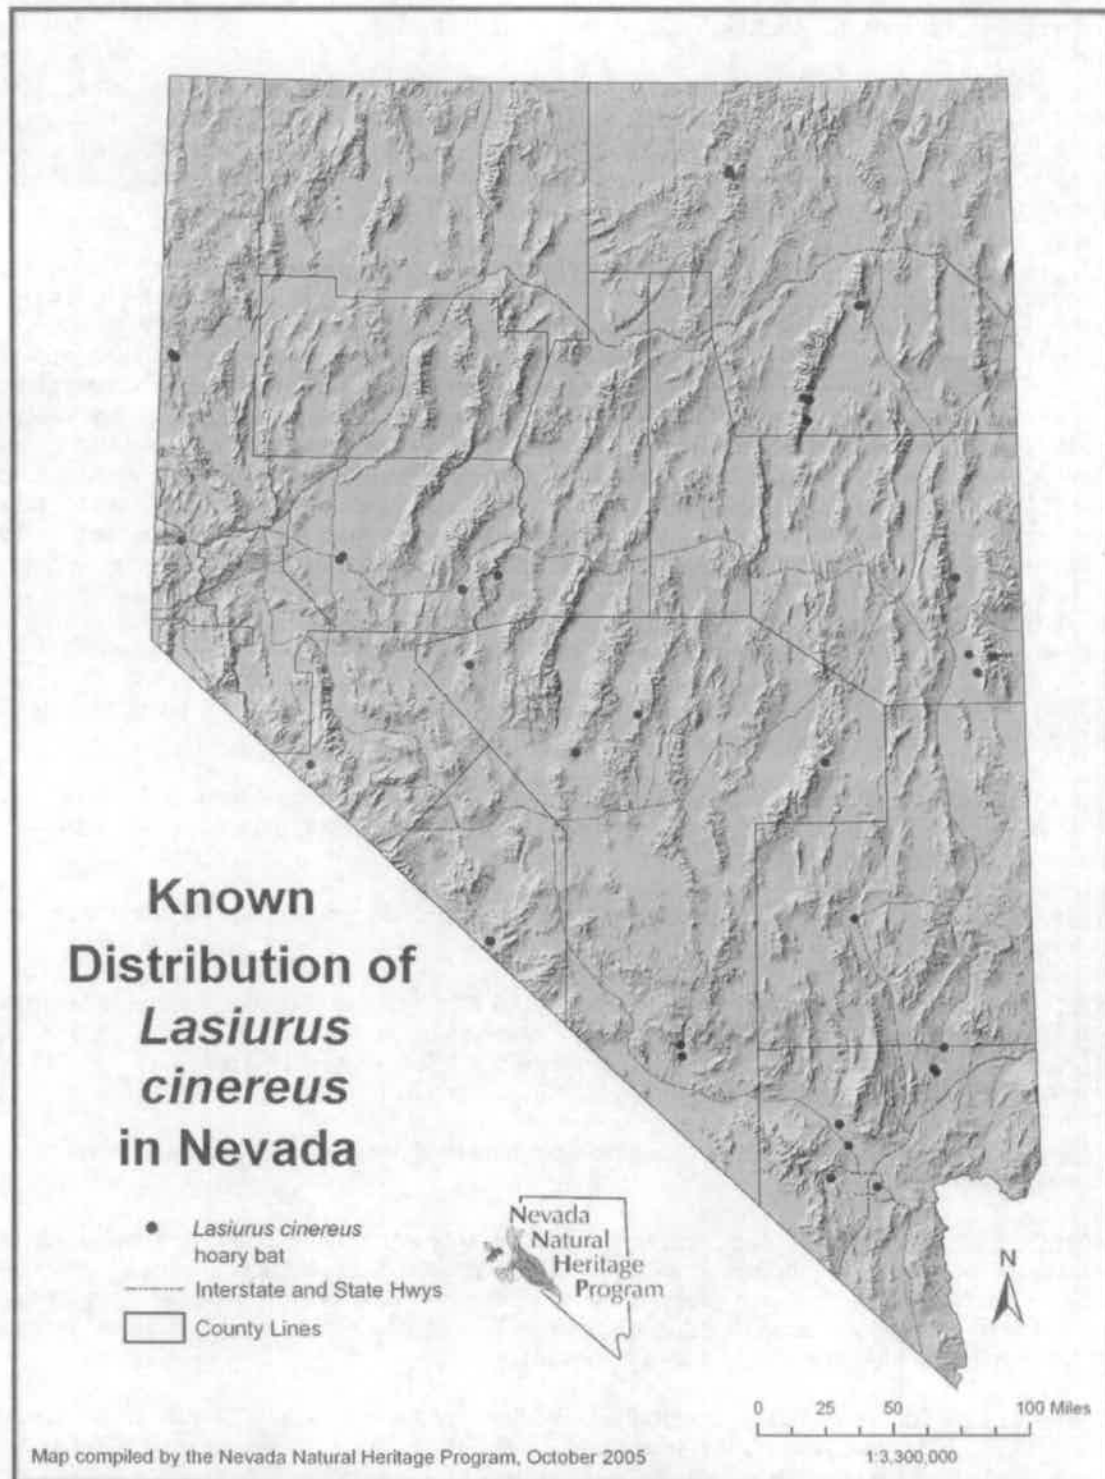 Known
Distribution of
Lasiurus
cinereus
in Nevada
Lasiurus cinereus
hoary bat
Interstate and State Hwys
County Lines
Nevada
Natural
Heritage
Program
N
0 25 50 100 Miles
1:3,300,000
Map compiled by the Nevada Natural Heritage Program, October 2005